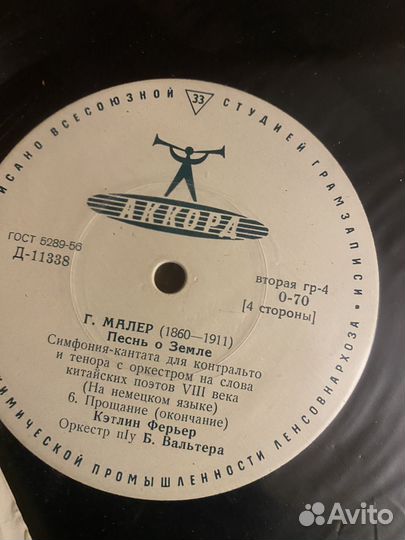 ИСАНО ВСЕСОЮЗНОЙ 33 СТУДИЕЙ ГРАМЗАПИСИ
АККОРД
ГОСТ 5289-56
Д-11338
вторая гр-4
0-70
[4 стороны]
Г. МАЛЕР (1860—1911)
Песнь о Земле
Симфония-кантата для контральто
и тенора с оркестром на слова
китайских поэтов VIII века
(На немецком языке)
6. Прощание (окончание)
Кэтлин Ферьер
Оркестр п/у Б. Вальтера
ИМИЧЕСКОЙ ПРОМЫШЛЕННОСТИ ЛЕНСОВНАРХОЗА •
Avito